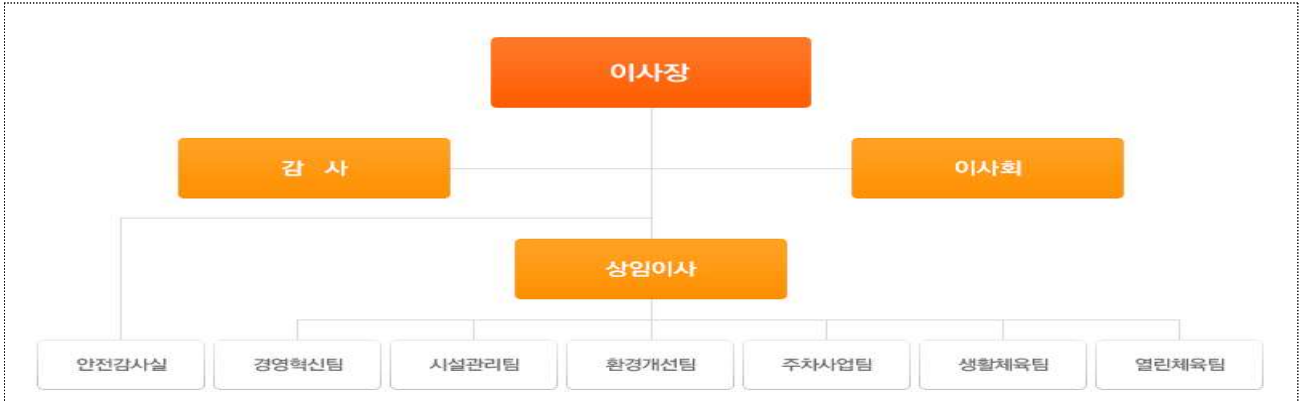 이사장
감 사
이사회
상임이사
안전감사실
경영혁신팀
시설관리팀
환경개선팀
주차사업팀
생활체육팀
열린체육팀